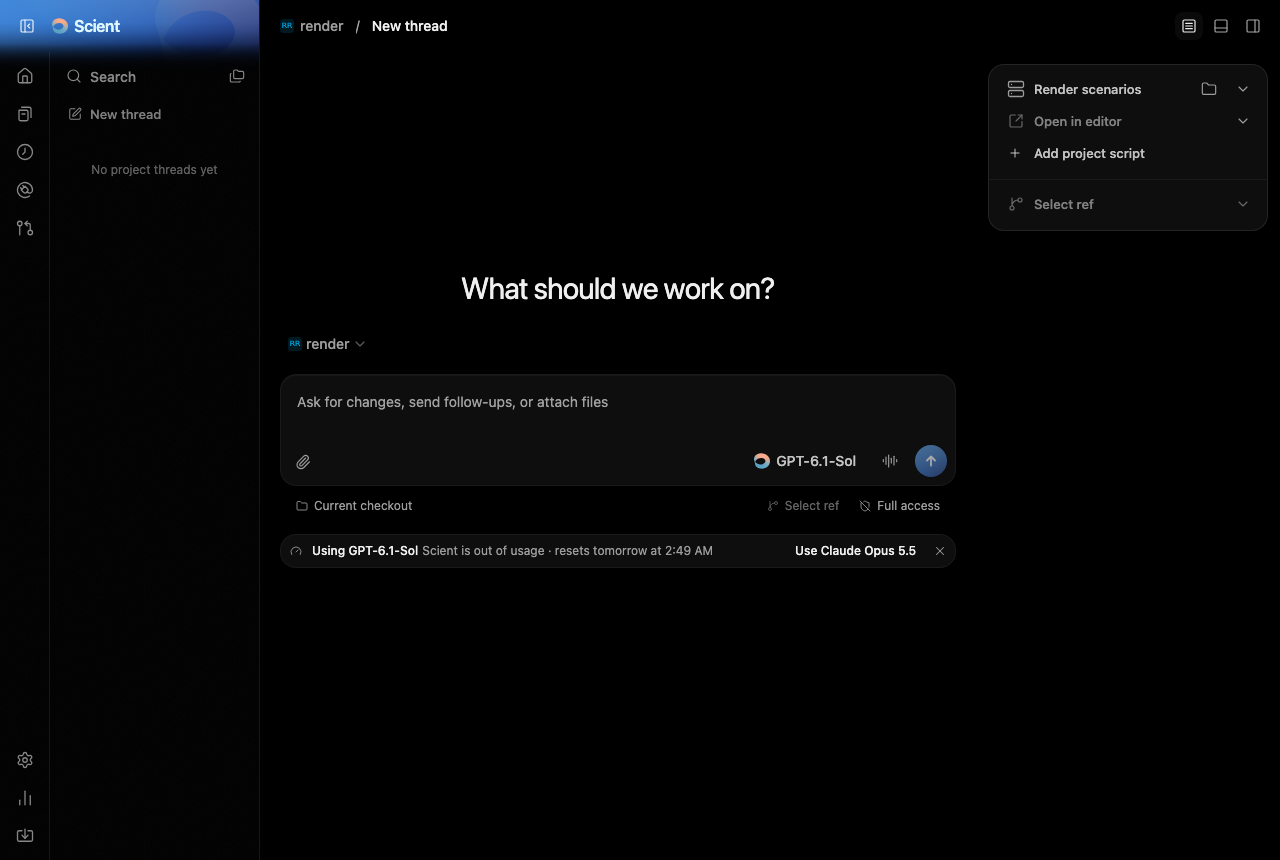 Scient
RR render / New thread
Search
New thread
No project threads yet
Render scenarios
Open in editor
Add project script
Select ref
What should we work on?
RR render
Ask for changes, send follow-ups, or attach files
GPT-6.1-Sol
Current checkout
Select ref
Full access
Using GPT-6.1-Sol Scient is out of usage · resets tomorrow at 2:49 AM
Use Claude Opus 5.5